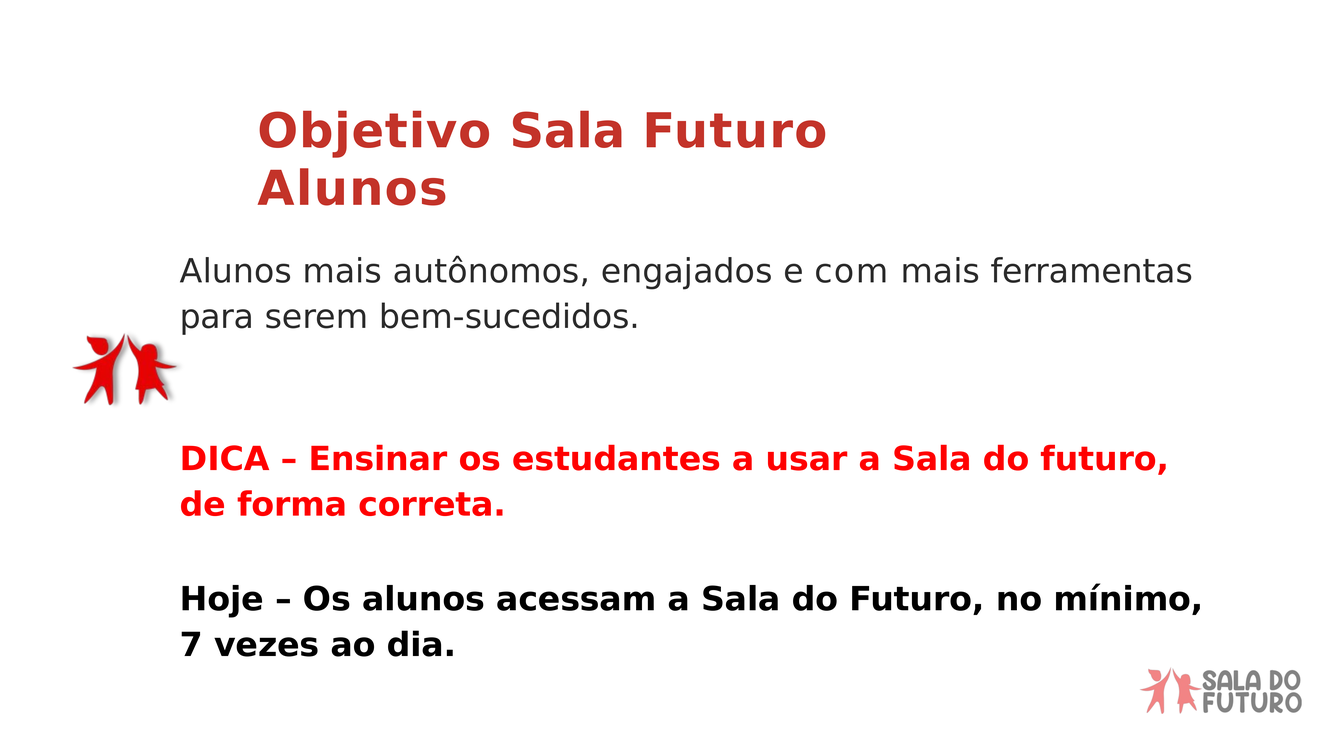 Objetivo Sala Futuro
Alunos
Alunos mais autônomos, engajados e com mais ferramentas
para serem bem-sucedidos.
DICA – Ensinar os estudantes a usar a Sala do futuro,
de forma correta.
Hoje – Os alunos acessam a Sala do Futuro, no mínimo,
7 vezes ao dia.
SALA DO
FUTURO